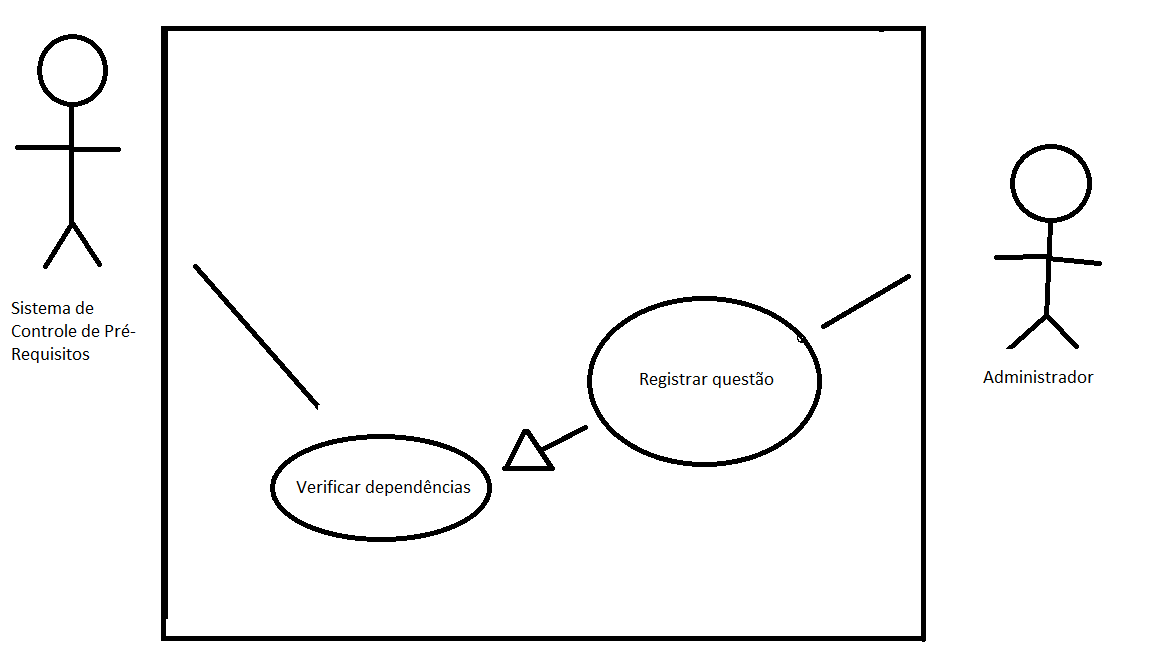 Sistema de
Controle de Pré-
Requisitos
Registrar questão
Administrador
Verificar dependências